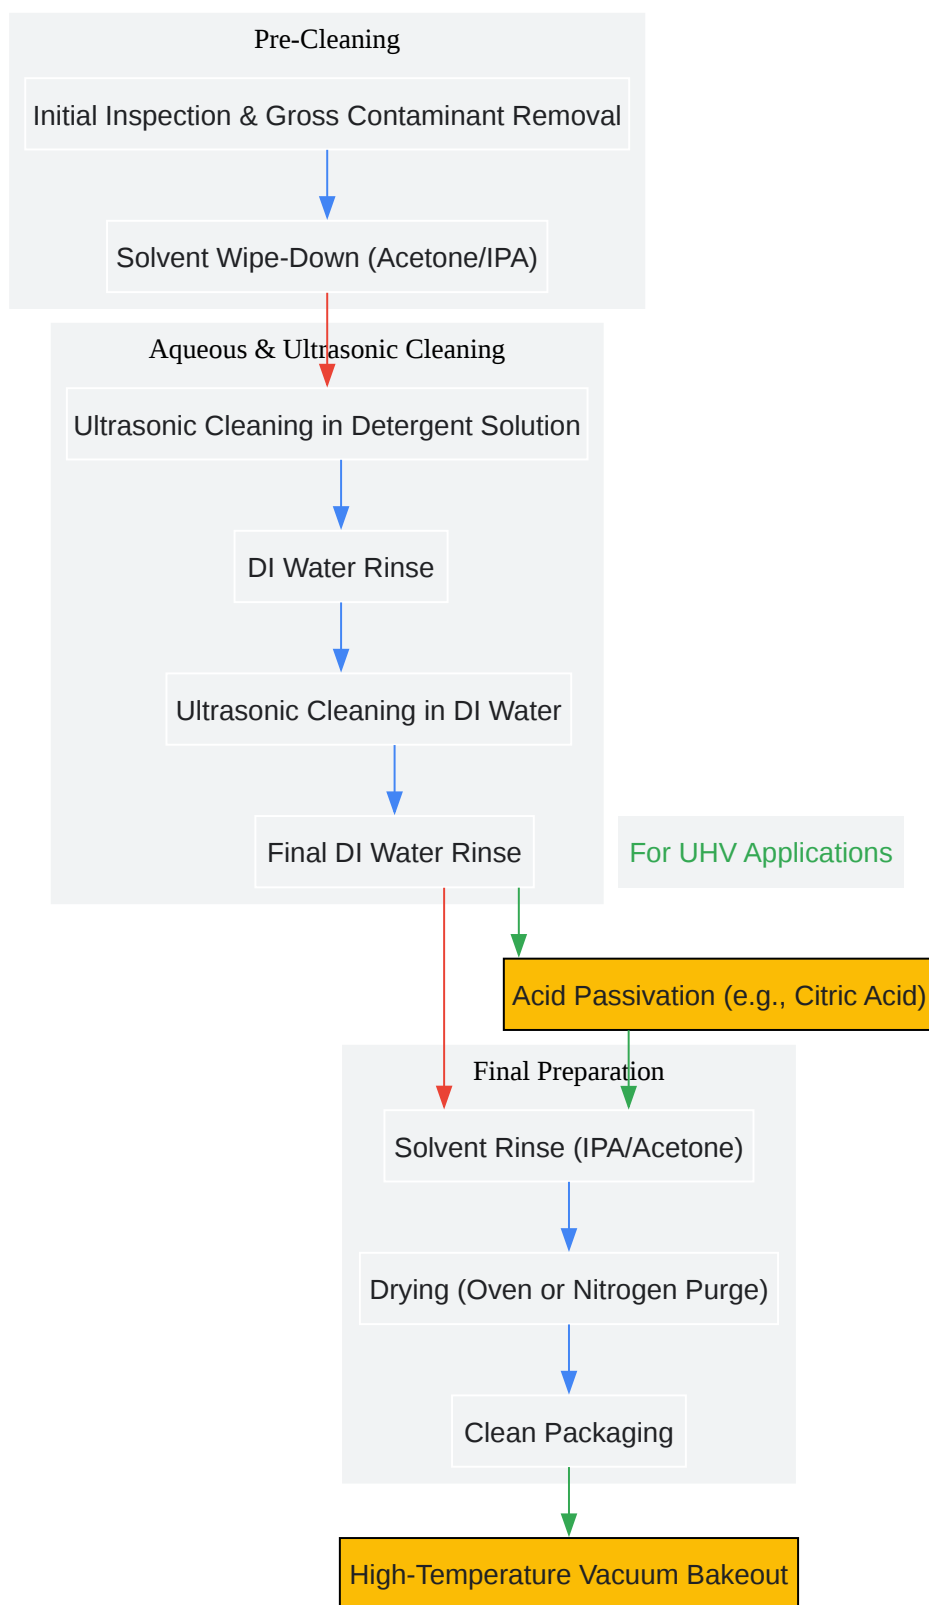 Pre-Cleaning
Initial Inspection & Gross Contaminant Removal
Solvent Wipe-Down (Acetone/IPA)
Aqueous & Ultrasonic Cleaning
Ultrasonic Cleaning in Detergent Solution
DI Water Rinse
Ultrasonic Cleaning in DI Water
Final DI Water Rinse
For UHV Applications
Acid Passivation (e.g., Citric Acid)
Final Preparation
Solvent Rinse (IPA/Acetone)
Drying (Oven or Nitrogen Purge)
Clean Packaging
High-Temperature Vacuum Bakeout